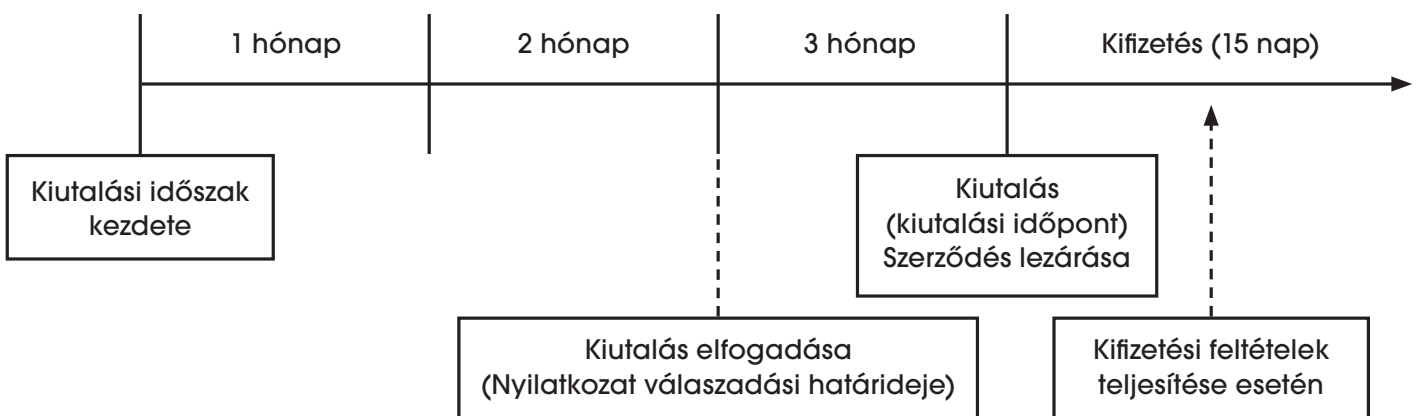 1 hónap
2 hónap
3 hónap
Kifizetés (15 nap)
Kiutalási időszak
kezdete
Kiutalás
(kiutalási időpont)
Szerződés lezárása
Kiutalás elfogadása
(Nyilatkozat válaszadási határideje)
Kifizetési feltételek
teljesítése esetén